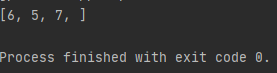 [6, 5, 7, ]
Process finished with exit code 0.